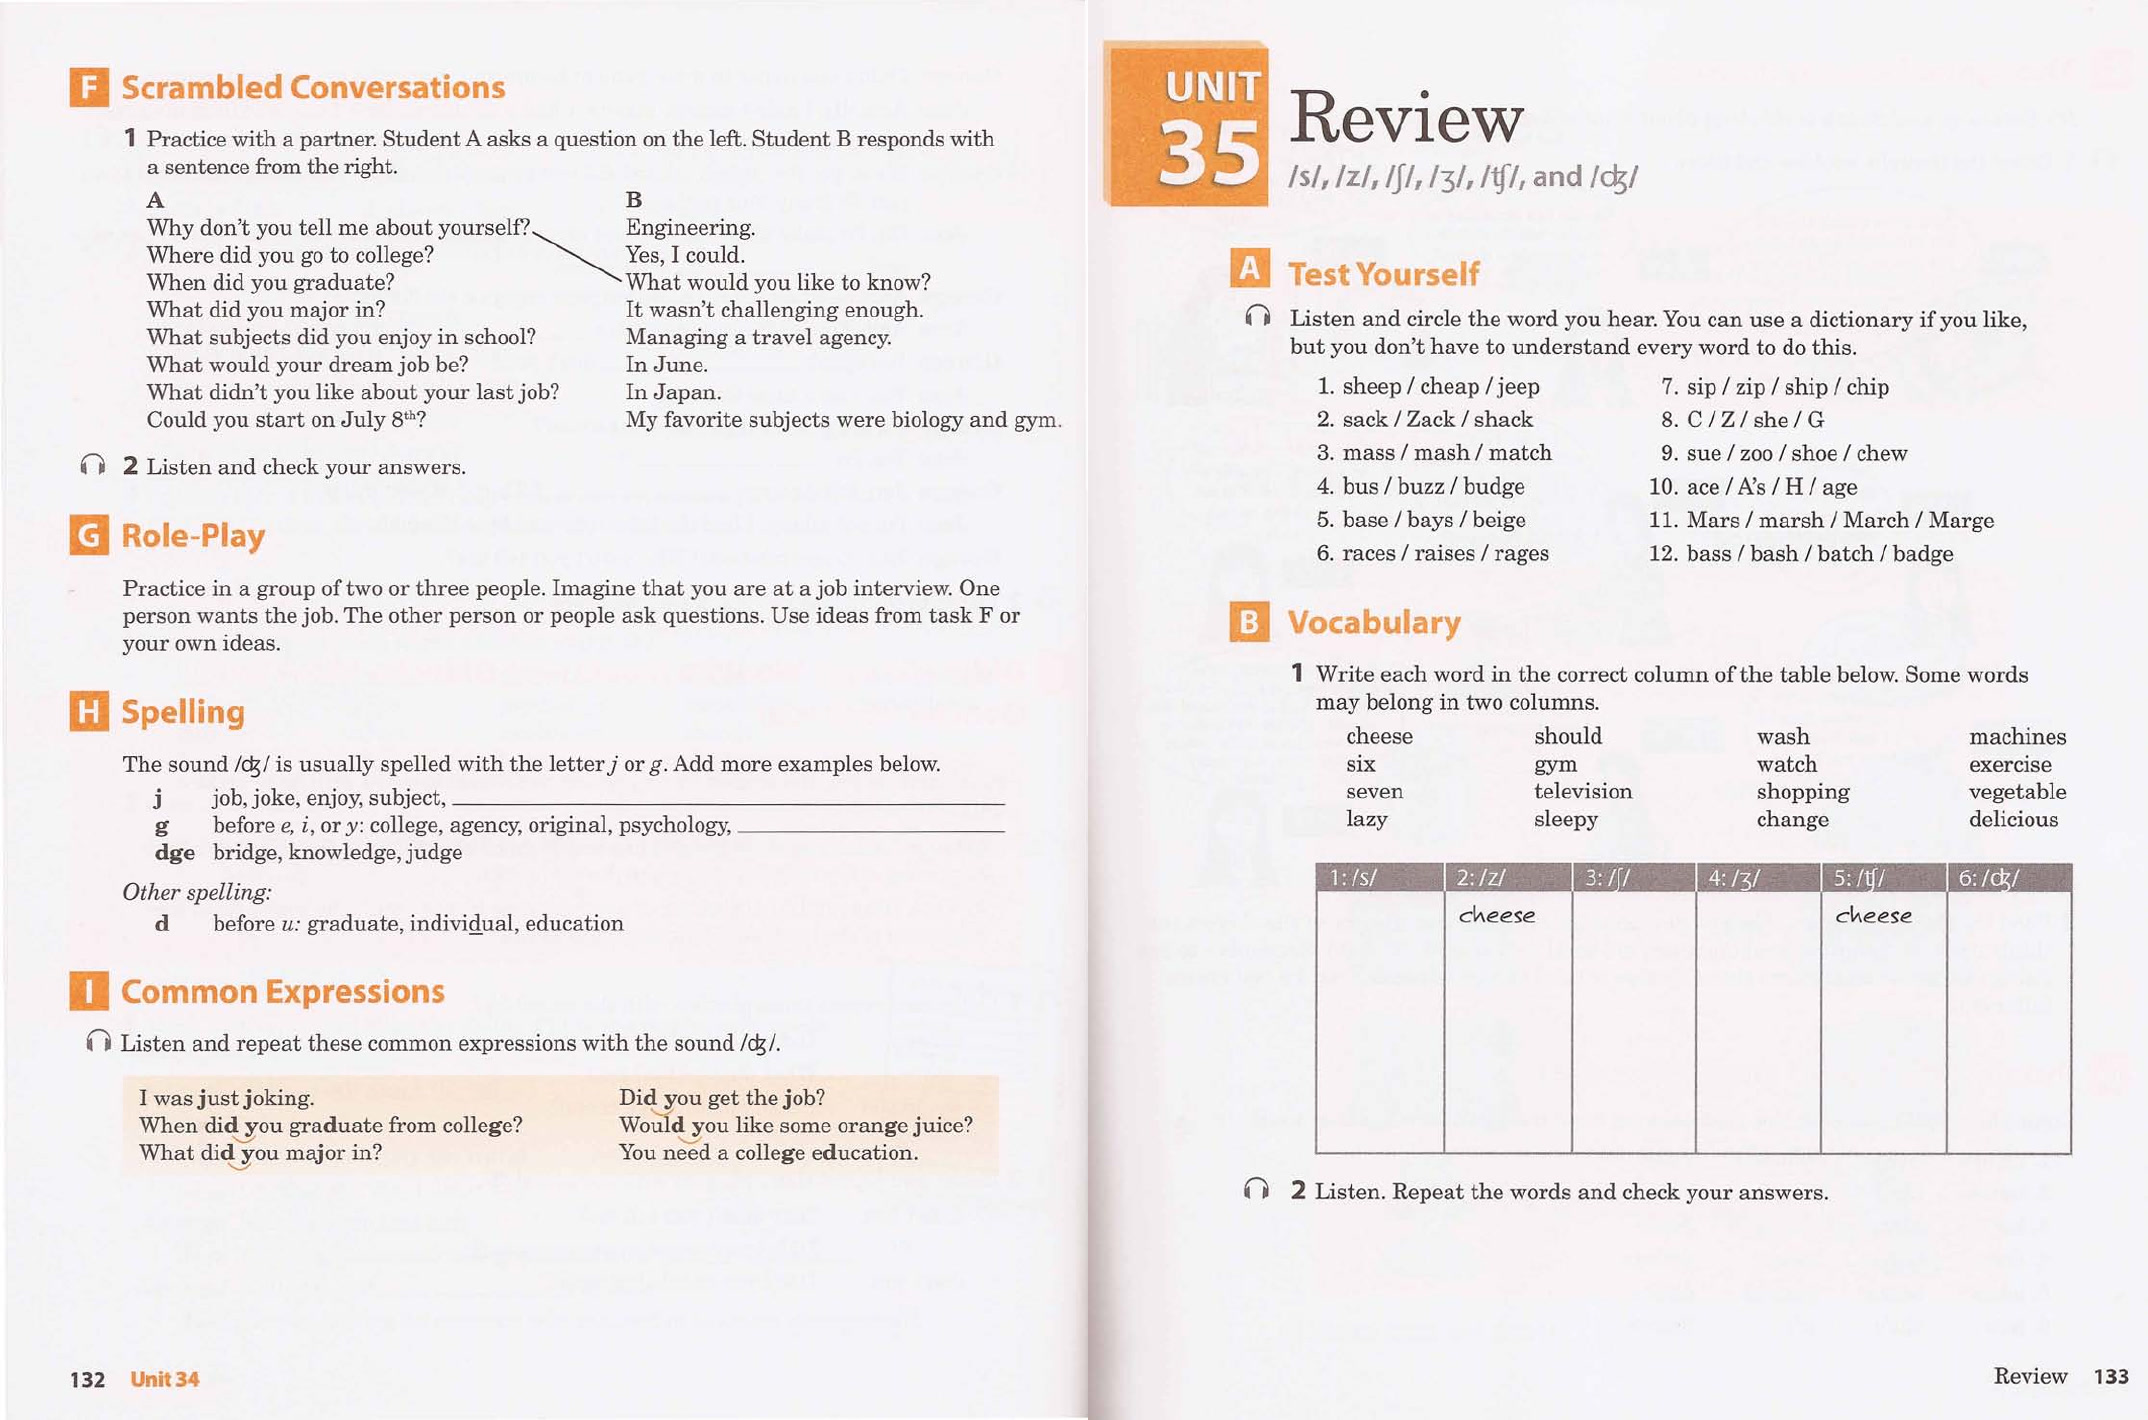 F Scrambled Conversations
1 Practice with a partner. Student A asks a question on the left. Student B responds with
a sentence from the right.
A B
Why don't you tell me about yourself? Engineering.
Where did you go to college? Yes, I could.
When did you graduate? What would you like to know?
What did you major in? It wasn't challenging enough.
What subjects did you enjoy in school? Managing a travel agency.
What would your dream job be? In June.
What didn't you like about your last job? In Japan.
Could you start on July 8th? My favorite subjects were biology and gym.
2 Listen and check your answers.
G Role-Play
Practice in a group of two or three people. Imagine that you are at a job interview. One
person wants the job. The other person or people ask questions. Use ideas from task F or
your own ideas.
H Spelling
The sound /ʤ/ is usually spelled with the letter j or g. Add more examples below.
j job, joke, enjoy, subject,
g before e, i, or y: college, agency, original, psychology,
dge bridge, knowledge, judge
Other spelling:
d before u: graduate, individual, education
I Common Expressions
Listen and repeat these common expressions with the sound /ʤ/.
I was just joking. Did you get the job?
When did you graduate from college? Would you like some orange juice?
What did you major in? You need a college education.
132 Unit 34
UNIT
35
Review
/s/, /z/, /ʃ/, /ʒ/, /ʧ/, and /ʤ/
A Test Yourself
Listen and circle the word you hear. You can use a dictionary if you like,
but you don't have to understand every word to do this.
1. sheep / cheap / jeep 7. sip / zip / ship / chip
2. sack / Zack / shack 8. C / Z / she / G
3. mass / mash / match 9. sue / zoo / shoe / chew
4. bus / buzz / budge 10. ace / A's / H / age
5. base / bays / beige 11. Mars / marsh / March / Marge
6. races / raises / rages 12. bass / bash / batch / badge
B Vocabulary
1 Write each word in the correct column of the table below. Some words
may belong in two columns.
cheese should wash machines
six gym watch exercise
seven television shopping vegetable
lazy sleepy change delicious
1: /s/ 2: /z/ 3: /ʃ/ 4: /ʒ/ 5: /ʧ/ 6: /ʤ/
cheese cheese
2 Listen. Repeat the words and check your answers.
Review 133